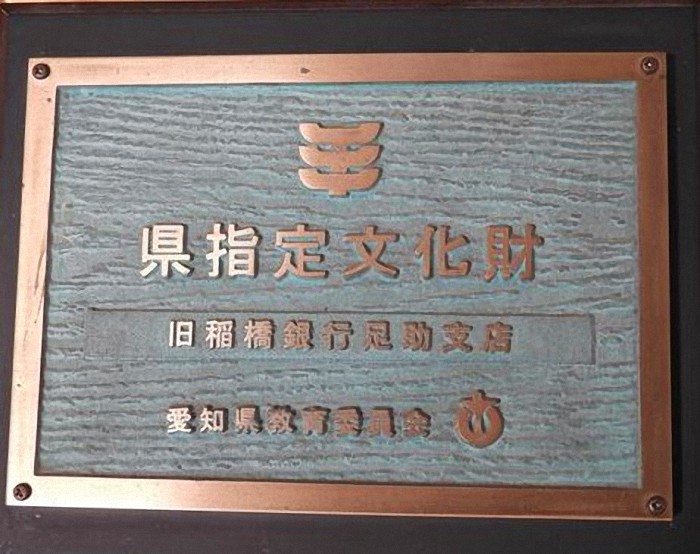 県指定文化財
旧稲橋銀行足助支店
愛知県教育委員会